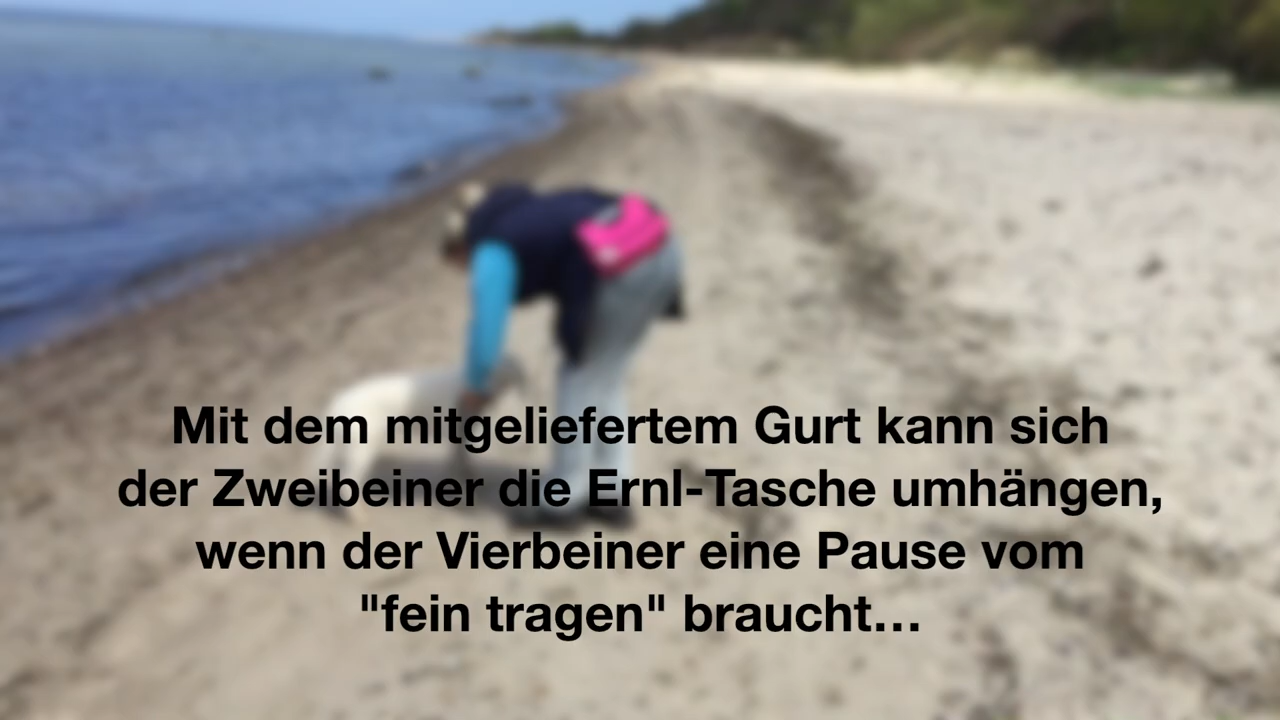 Mit dem mitgeliefertem Gurt kann sich
der Zweibeiner die Ernl-Tasche umhängen,
wenn der Vierbeiner eine Pause vom
"fein tragen" braucht…